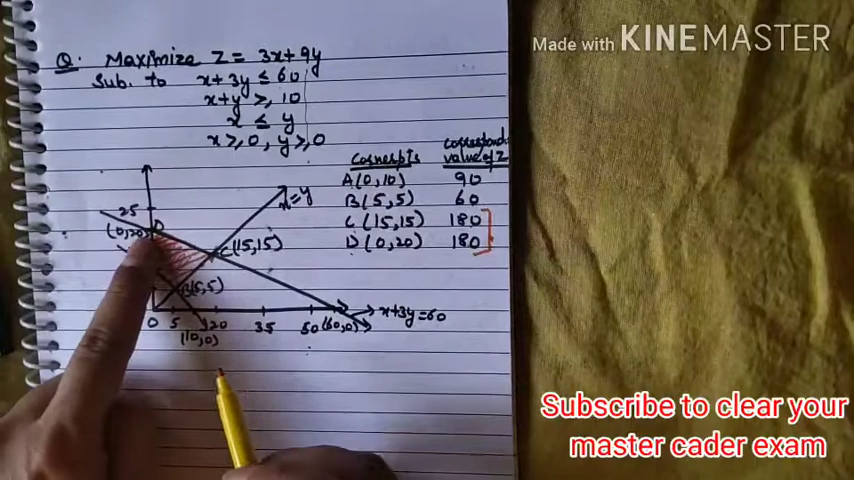 Made with KINEMASTER
Q. Maximize Z = 3x+9y
Sub. to x+3y ≤ 60
x+y ≥, 10
x ≤ y
x ≥, 0, y ≥, 0
Corner pts correspond. value of Z
A(0,10) 90
B(5,5) 60
C(15,15) 180
D(0,20) 180
x=y
25
(0,20) D
C(15,15)
B(5,5)
x+3y=60
0 5 20 35 50 (60,0)
(10,0)
Subscribe to clear your
master cader exam